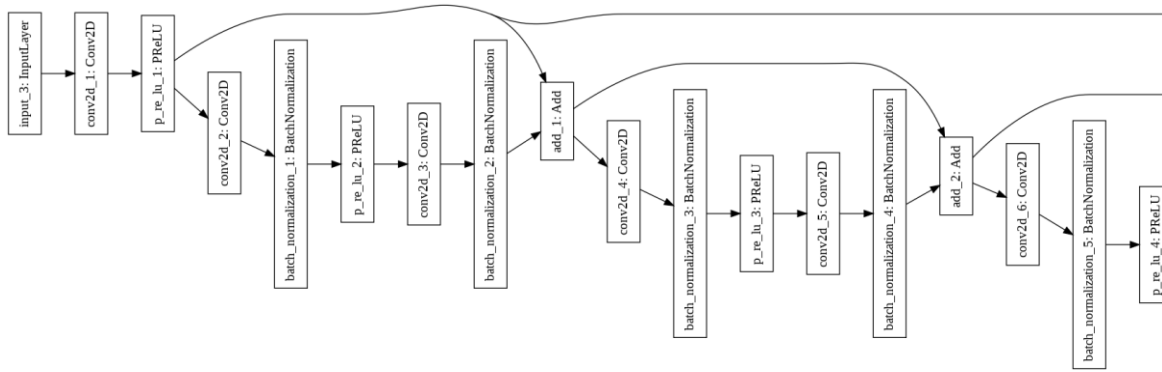 input_3: InputLayer
conv2d_1: Conv2D
p_re_lu_1: PReLU
conv2d_2: Conv2D
batch_normalization_1: BatchNormalization
p_re_lu_2: PReLU
conv2d_3: Conv2D
batch_normalization_2: BatchNormalization
add_1: Add
conv2d_4: Conv2D
batch_normalization_3: BatchNormalization
p_re_lu_3: PReLU
conv2d_5: Conv2D
batch_normalization_4: BatchNormalization
add_2: Add
conv2d_6: Conv2D
batch_normalization_5: BatchNormalization
p_re_lu_4: PReLU